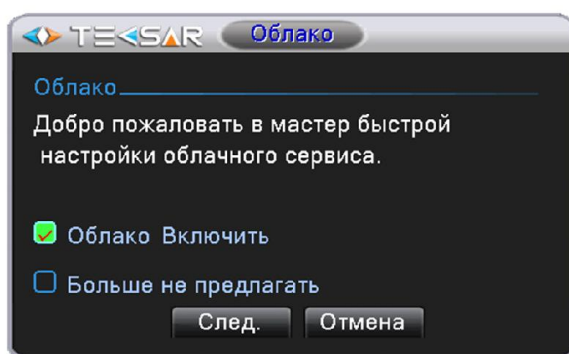 TECSAR Облако
Облако
Добро пожаловать в мастер быстрой
настройки облачного сервиса.
Облако Включить
Больше не предлагать
След. Отмена